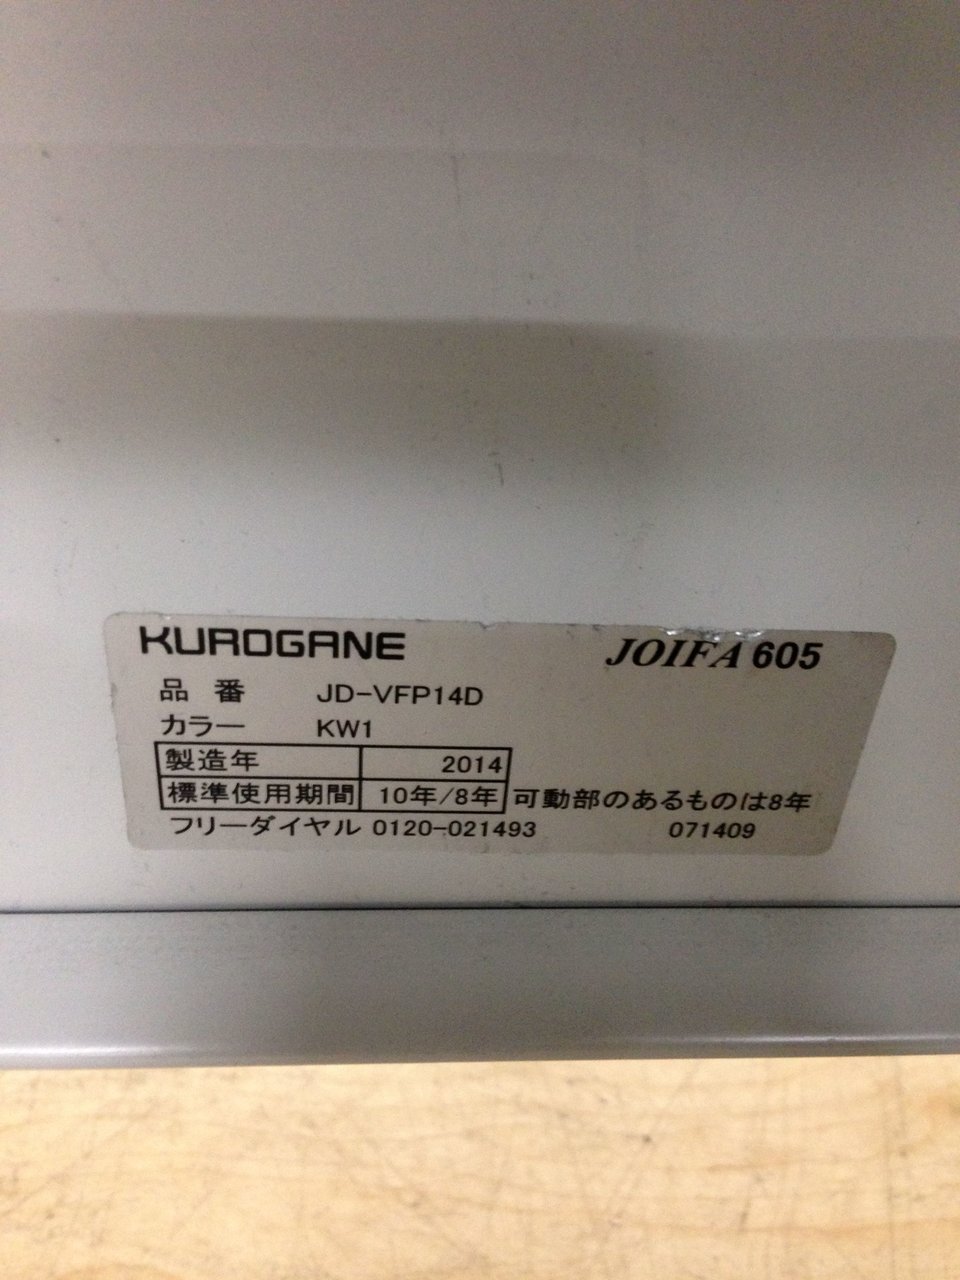 KUROGANE JOIFA 605
品番 JD-VFP14D
カラー KW1
製造年 2014
標準使用期間 10年/8年 可動部のあるものは8年
フリーダイヤル 0120-021493 071409